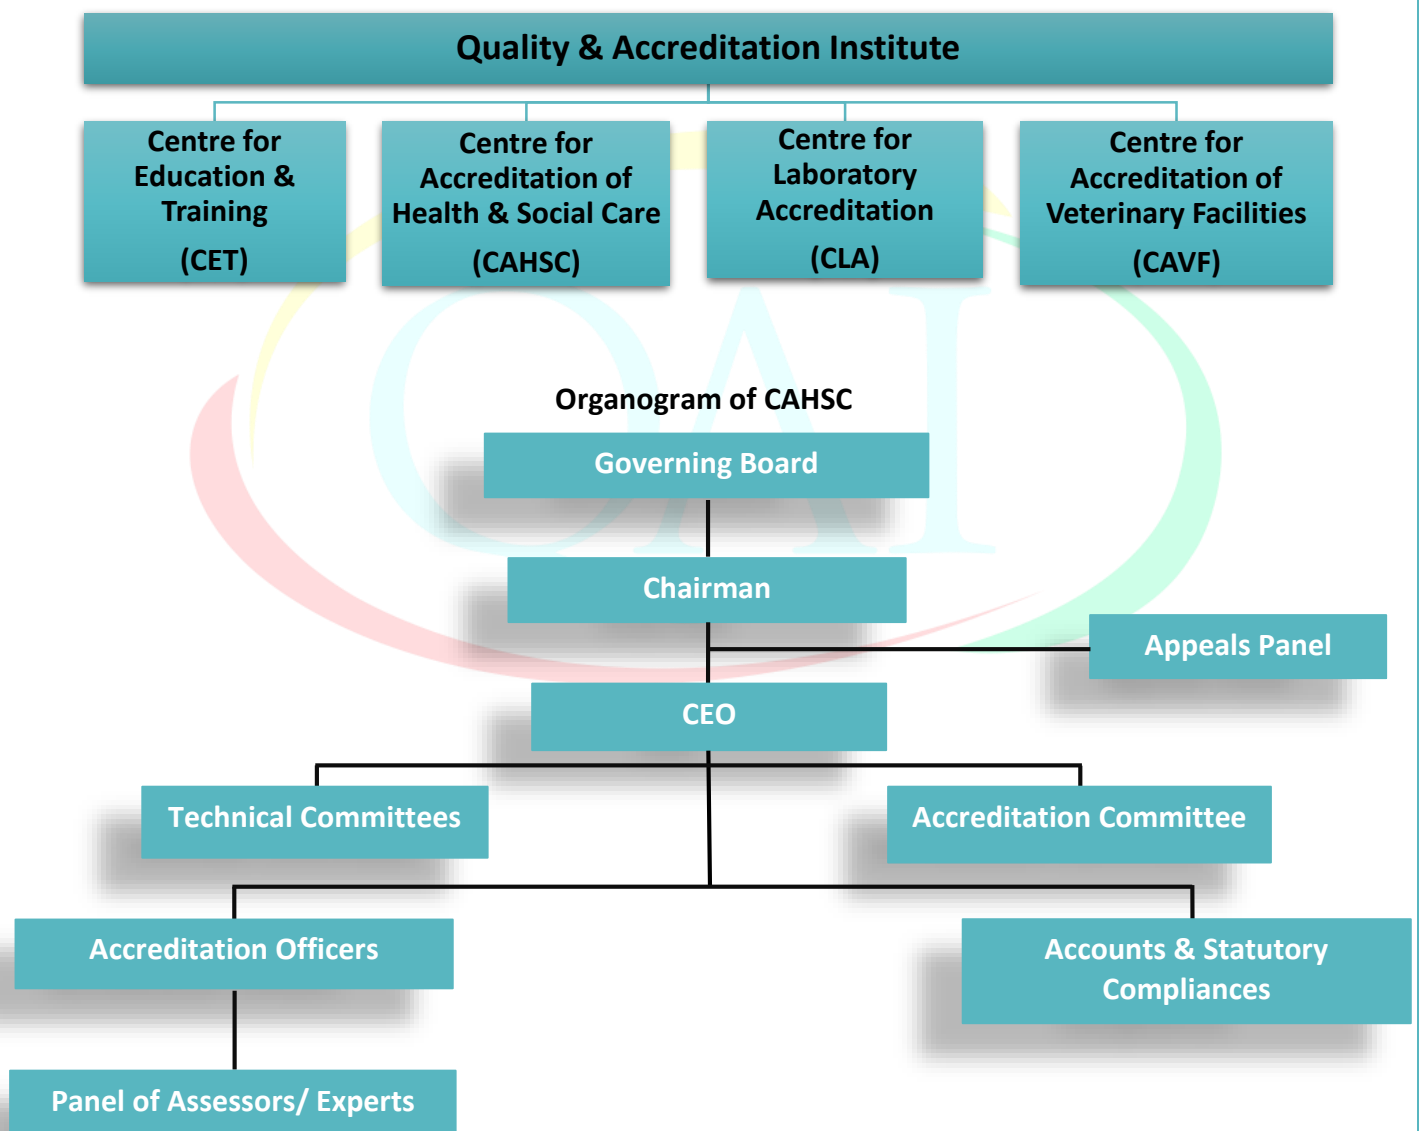 Quality & Accreditation Institute
Centre for
Education &
Training
(CET)
Centre for
Accreditation of
Health & Social Care
(CAHSC)
Centre for
Laboratory
Accreditation
(CLA)
Centre for
Accreditation of
Veterinary Facilities
(CAVF)
QAI
Organogram of CAHSC
Governing Board
Chairman
Appeals Panel
CEO
Technical Committees
Accreditation Committee
Accreditation Officers
Accounts & Statutory
Compliances
Panel of Assessors/ Experts